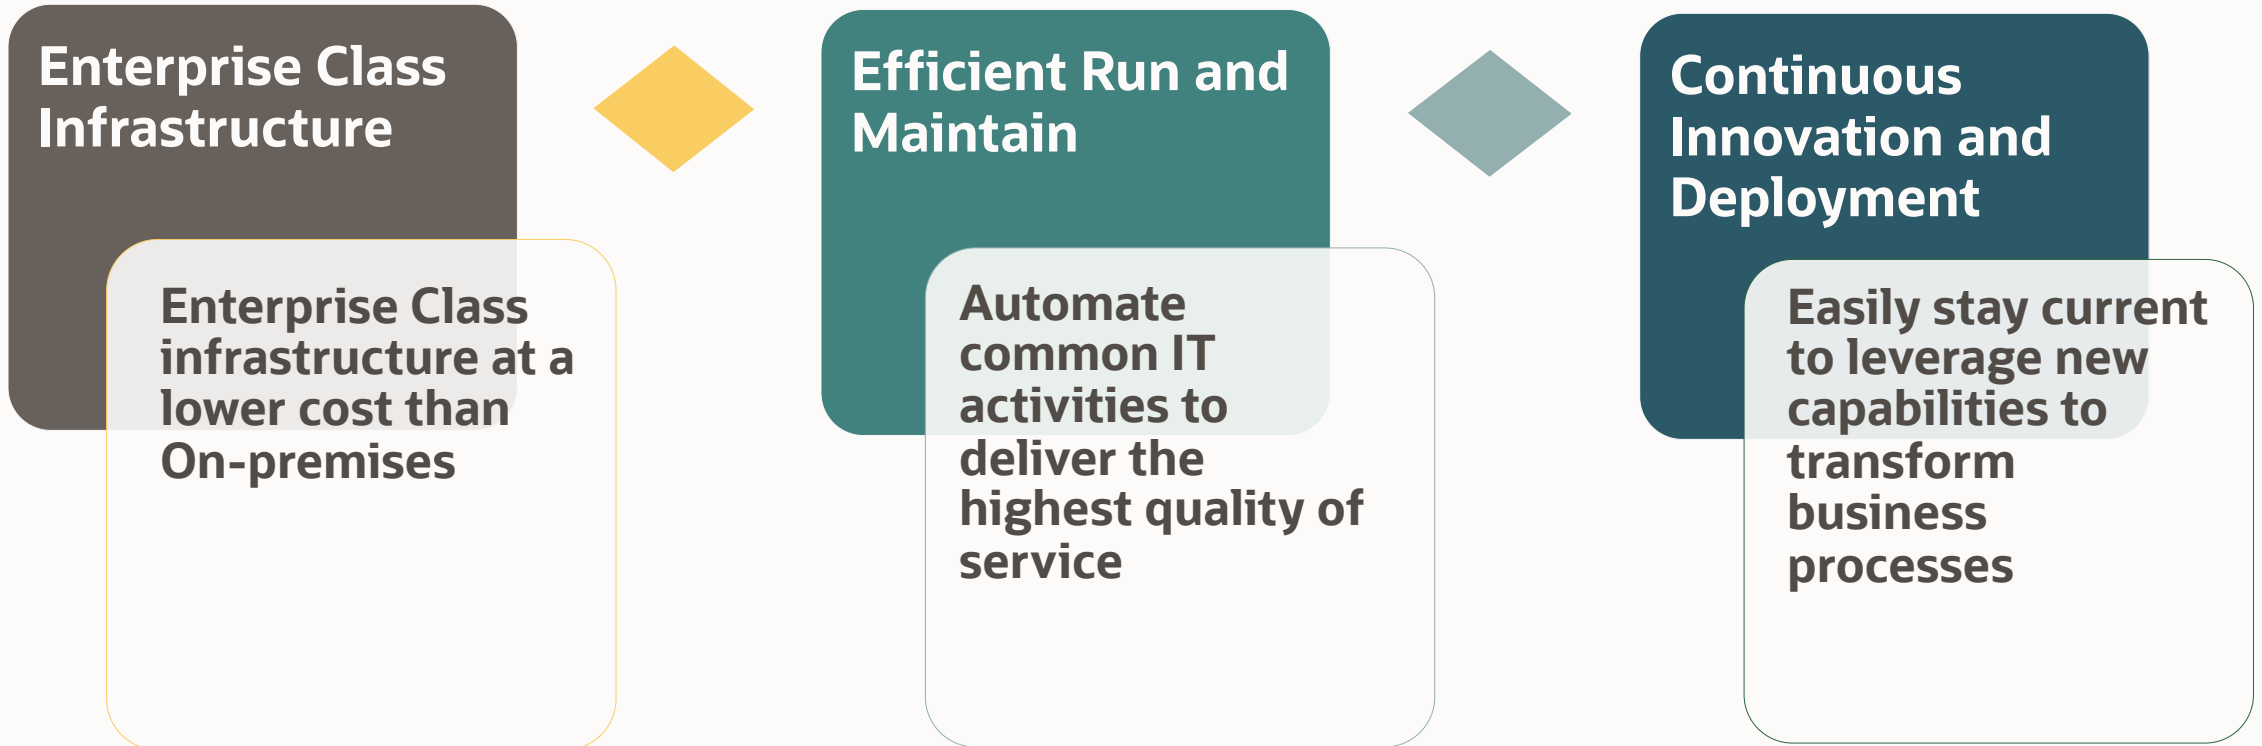 Enterprise Class
Infrastructure
Enterprise Class
infrastructure at a
lower cost than
On-premises
Efficient Run and
Maintain
Automate
common IT
activities to
deliver the
highest quality of
service
Continuous
Innovation and
Deployment
Easily stay current
to leverage new
capabilities to
transform
business
processes